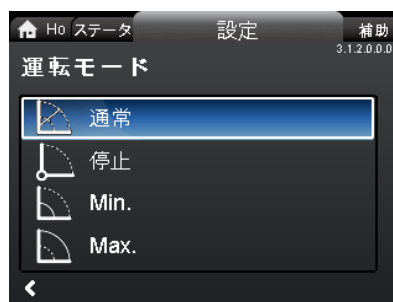 Ho ステータ 設定 補助
3.1.2.0.0.0
運転モード
通常
停止
Min.
Max.